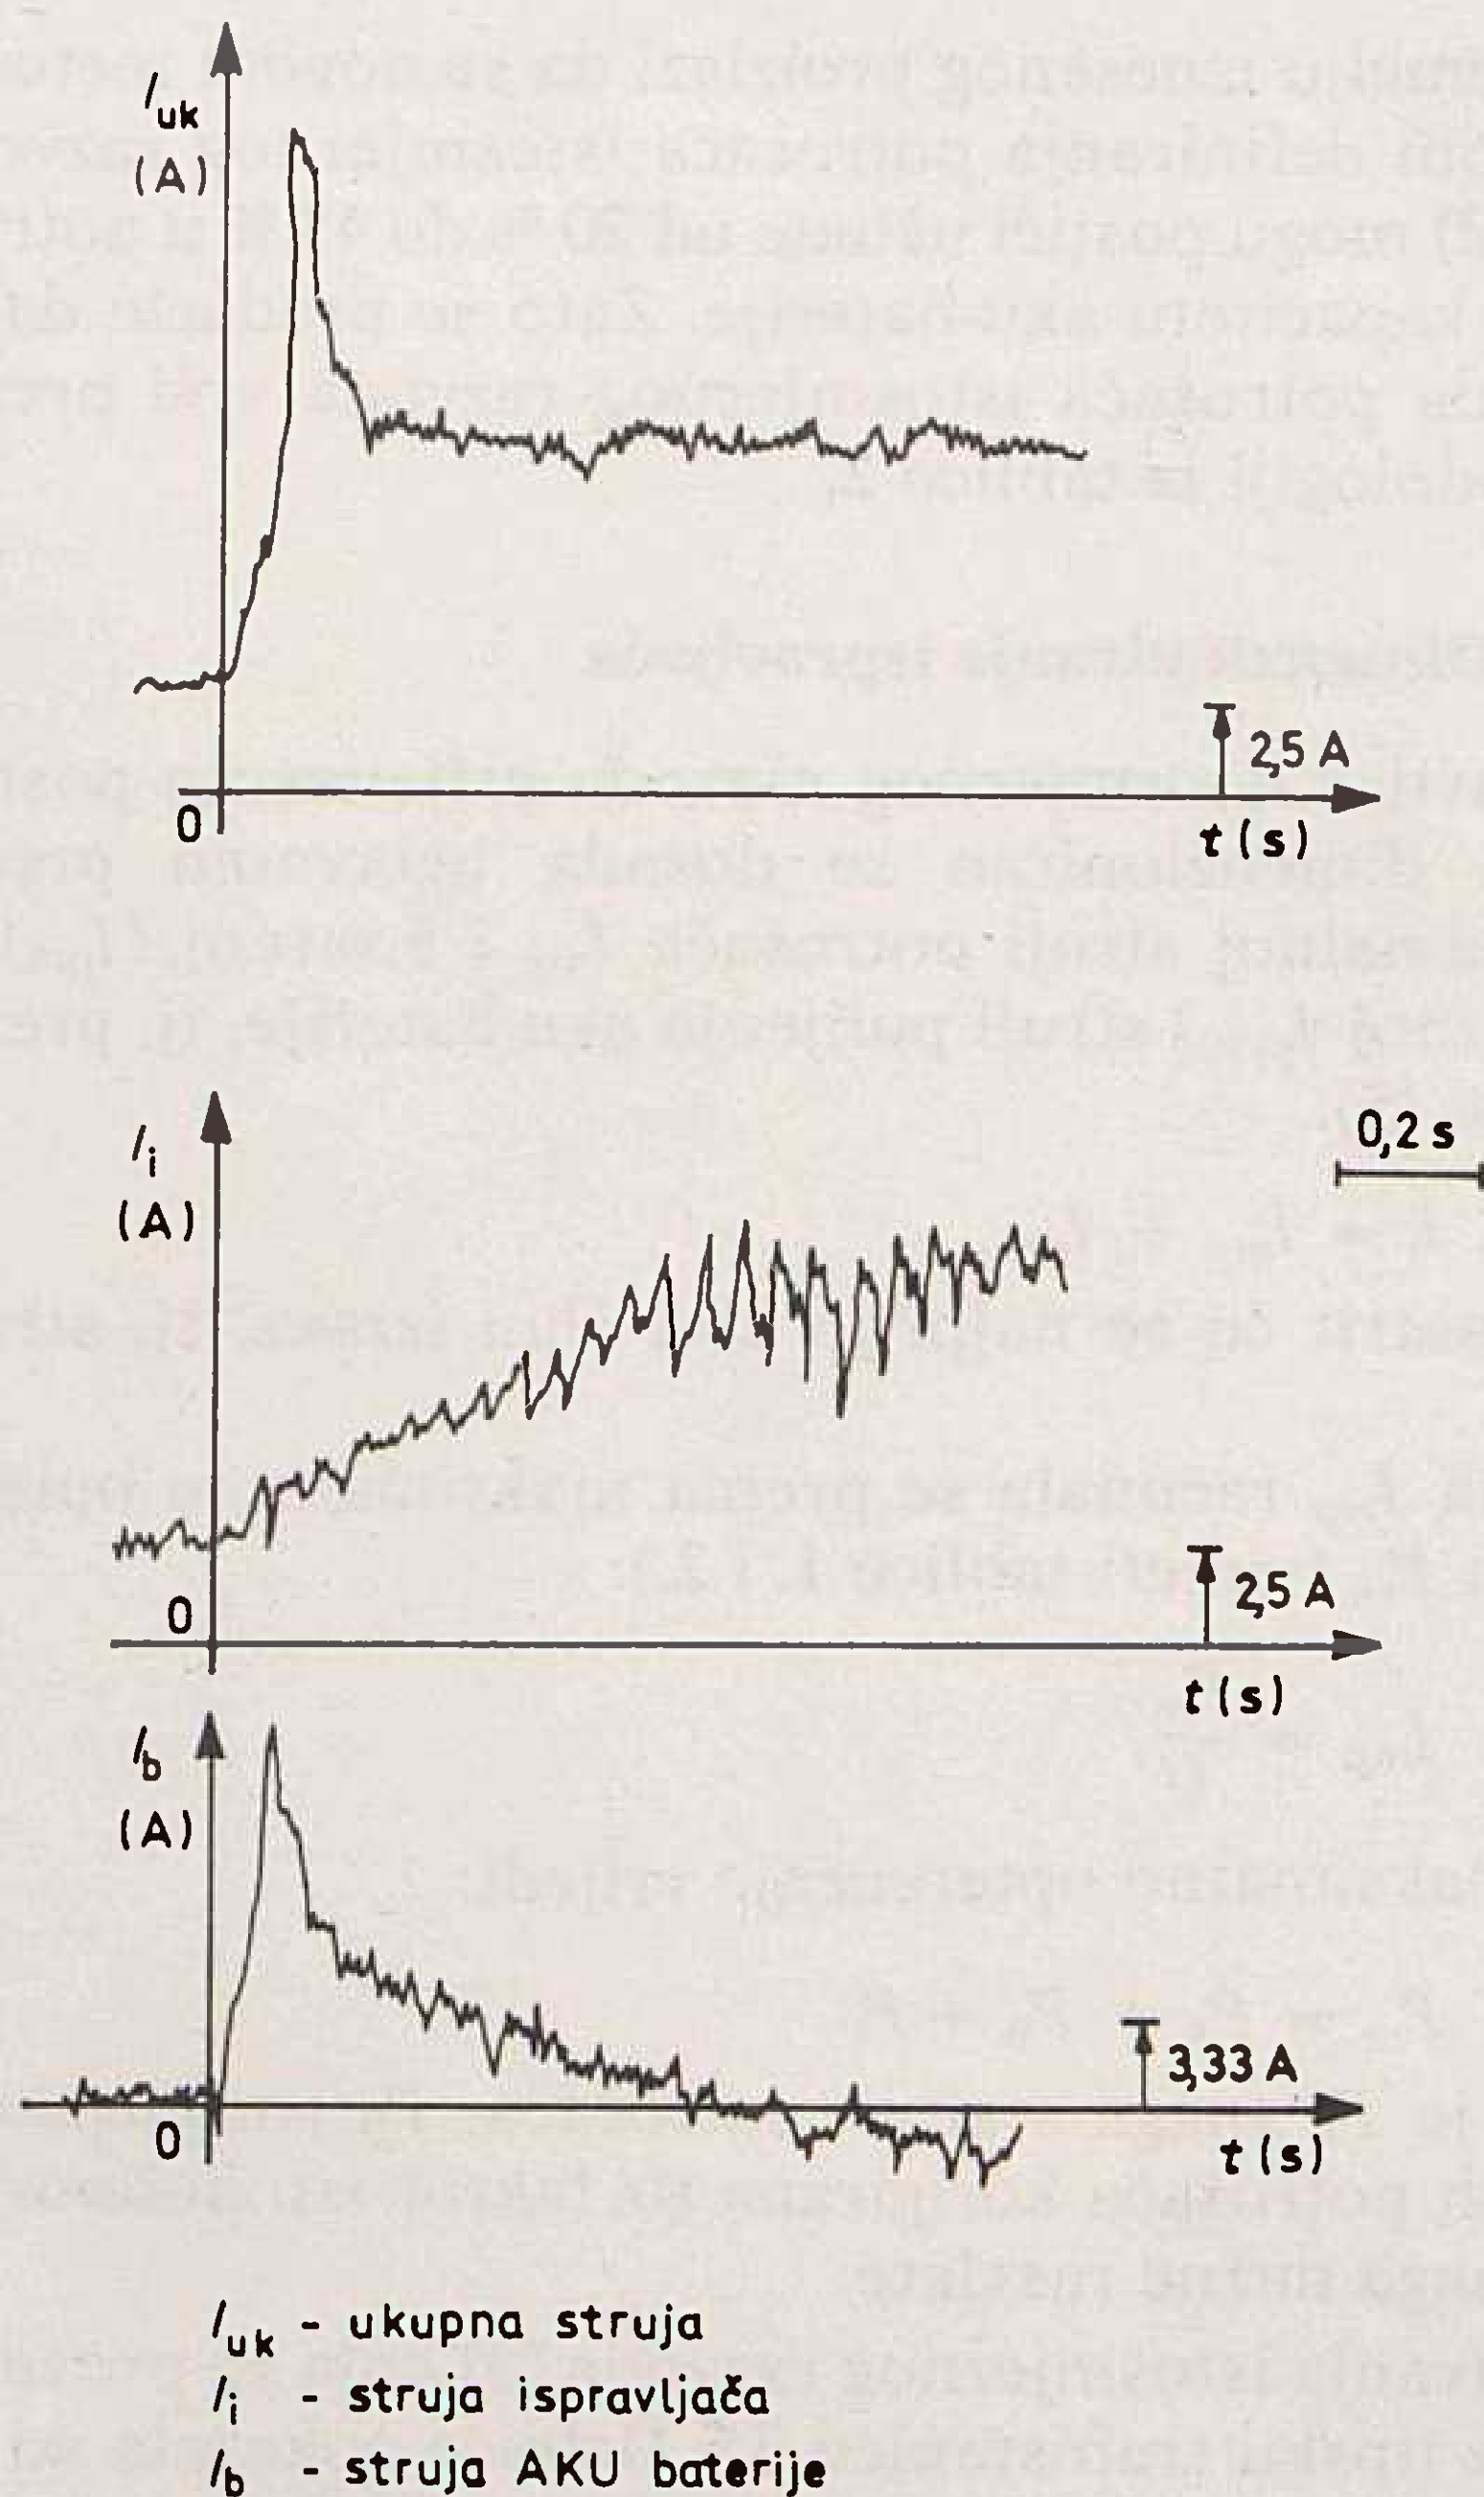 I_uk
(A)
2,5 A
0
t (s)
I_i
(A)
0,2 s
0
2,5 A
t (s)
I_b
(A)
3,33 A
0
t (s)
I_uk - ukupna struja
I_i - struja ispravljača
I_b - struja AKU baterije